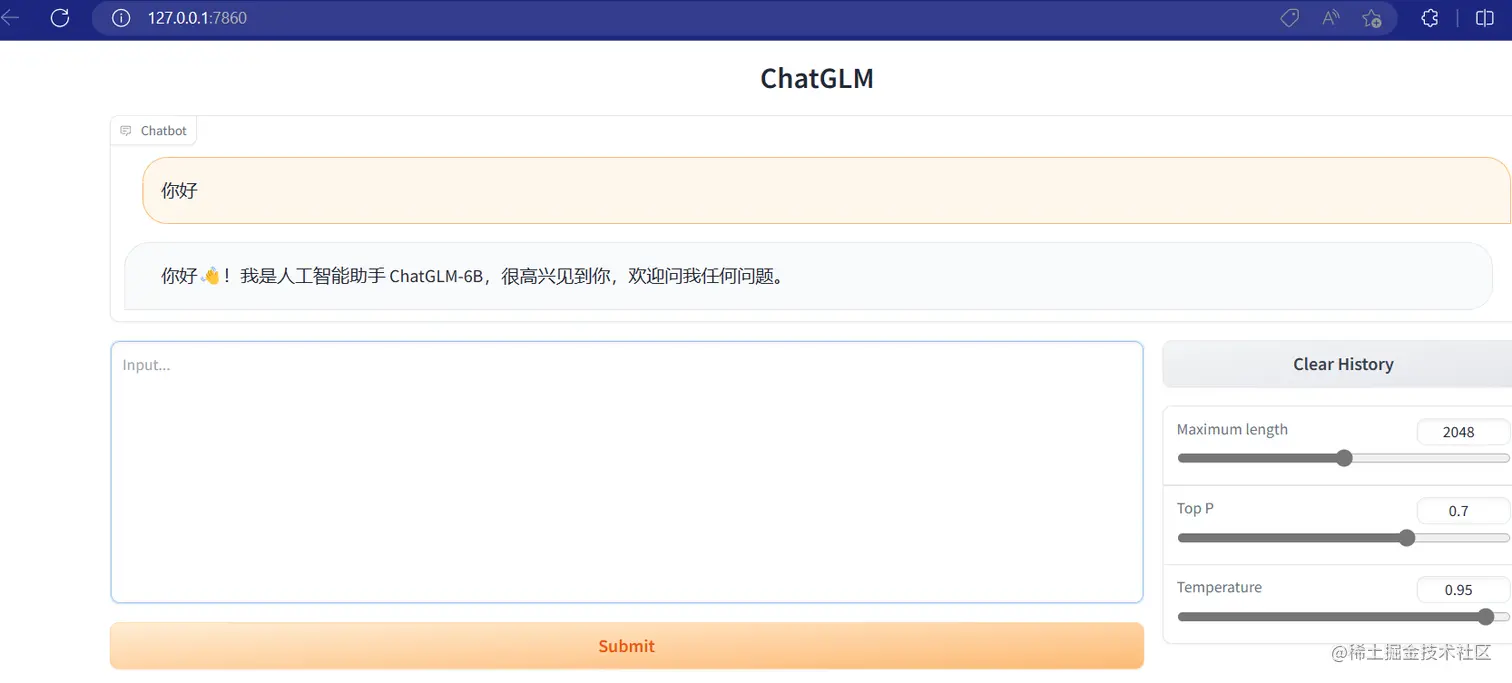 127.0.0.1:7860
ChatGLM
Chatbot
你好
你好👋！我是人工智能助手 ChatGLM-6B，很高兴见到你，欢迎问我任何问题。
Input...
Clear History
Maximum length
2048
Top P
0.7
Temperature
0.95
Submit
@稀土掘金技术社区